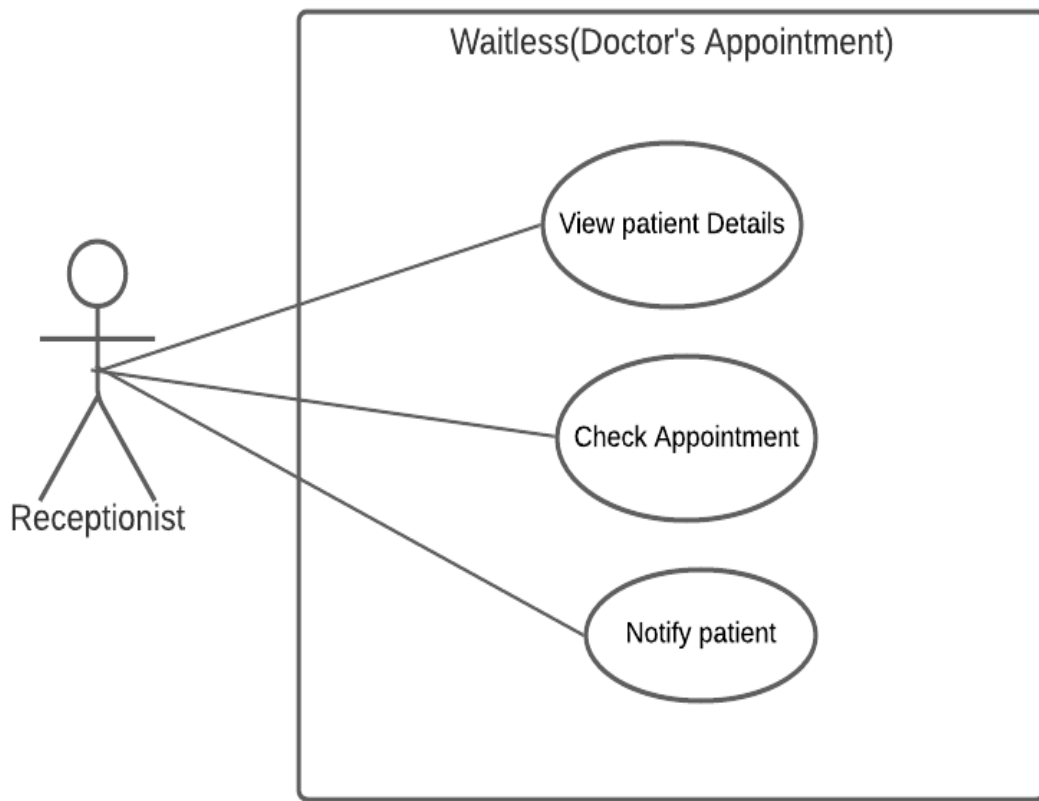 Waitless(Doctor's Appointment)
View patient Details
Check Appointment
Receptionist
Notify patient